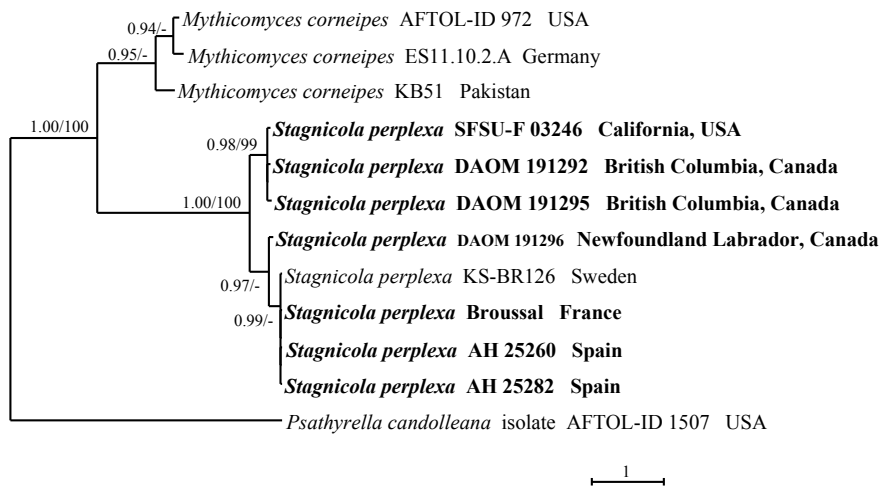 Mythicomyces corneipes AFTOL-ID 972 USA
0.94/-
Mythicomyces corneipes ES11.10.2.A Germany
0.95/-
Mythicomyces corneipes KB51 Pakistan
1.00/100
Stagnicola perplexa SFSU-F 03246 California, USA
0.98/99
Stagnicola perplexa DAOM 191292 British Columbia, Canada
1.00/100
Stagnicola perplexa DAOM 191295 British Columbia, Canada
Stagnicola perplexa DAOM 191296 Newfoundland Labrador, Canada
Stagnicola perplexa KS-BR126 Sweden
0.97/-
Stagnicola perplexa Broussal France
0.99/-
Stagnicola perplexa AH 25260 Spain
Stagnicola perplexa AH 25282 Spain
Psathyrella candolleana isolate AFTOL-ID 1507 USA
1